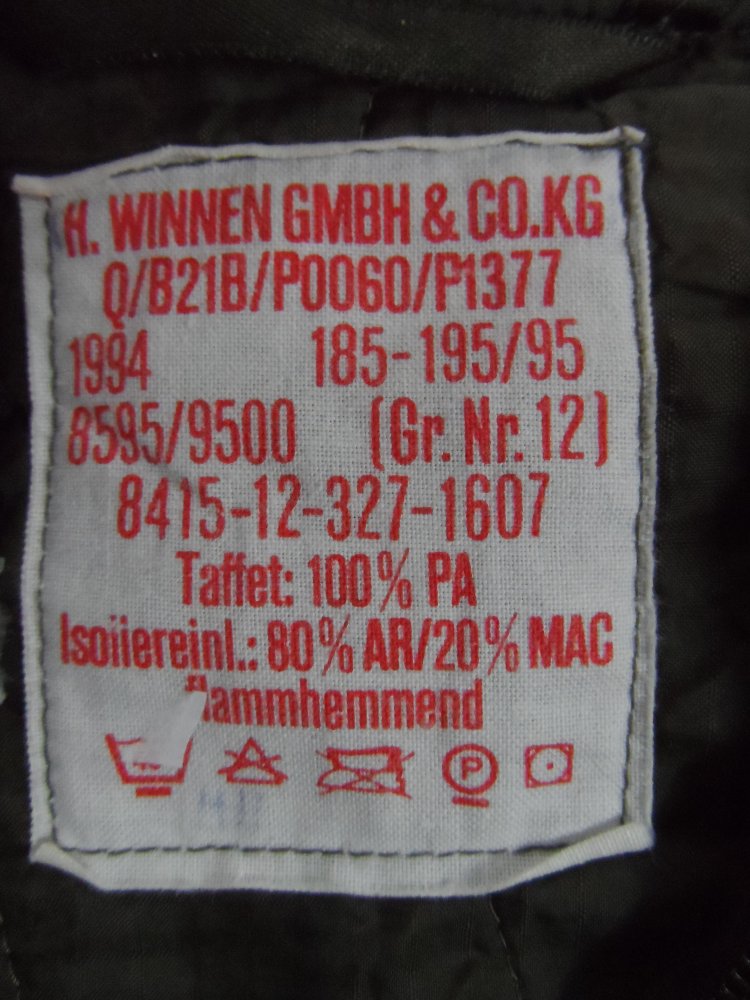 H. WINNEN GMBH & CO.KG
Q/B21B/P0060/P1377
1994 185-195/95
8595/9500 (Gr. Nr. 12)
8415-12-327-1607
Taffet: 100% PA
Isoiiereinl.: 80% AR/20% MAC
flammhemmend
P